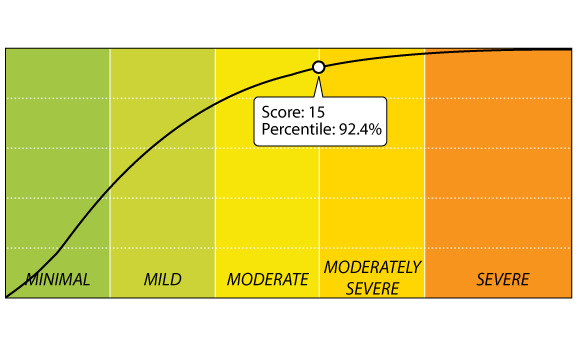 Score: 15
Percentile: 92.4%
MINIMAL
MILD
MODERATE
MODERATELY
SEVERE
SEVERE